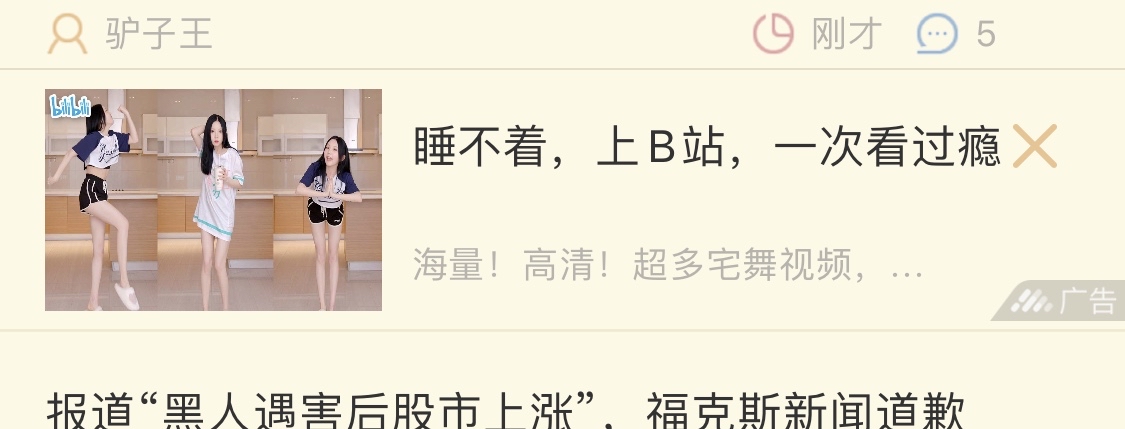 驴子王
刚才
5
bilibili
睡不着，上B站，一次看过瘾
海量！高清！超多宅舞视频，...
广告
报道“黑人遇害后股市上涨”，福克斯新闻道歉